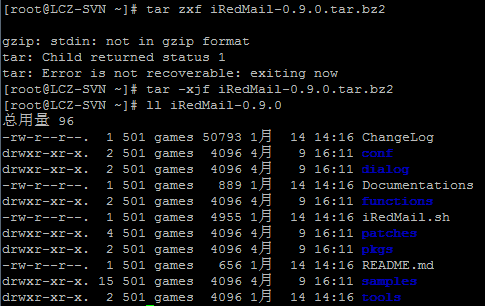 [root@LCZ-SVN ~]# tar zxf iRedMail-0.9.0.tar.bz2
gzip: stdin: not in gzip format
tar: Child returned status 1
tar: Error is not recoverable: exiting now
[root@LCZ-SVN ~]# tar -xjf iRedMail-0.9.0.tar.bz2
[root@LCZ-SVN ~]# ll iRedMail-0.9.0
总用量 96
-rw-r--r--. 1 501 games 50793 1月 14 14:16 ChangeLog
drwxr-xr-x. 2 501 games 4096 4月 9 16:11 conf
drwxr-xr-x. 2 501 games 4096 4月 9 16:11 dialog
-rw-r--r--. 1 501 games 889 1月 14 14:16 Documentations
drwxr-xr-x. 2 501 games 4096 4月 9 16:11 functions
-rw-r--r--. 1 501 games 4955 1月 14 14:16 iRedMail.sh
drwxr-xr-x. 4 501 games 4096 4月 9 16:11 patches
drwxr-xr-x. 2 501 games 4096 4月 9 16:11 pkgs
-rw-r--r--. 1 501 games 656 1月 14 14:16 README.md
drwxr-xr-x. 15 501 games 4096 4月 9 16:11 samples
drwxr-xr-x. 2 501 games 4096 1月 14 14:16 tools